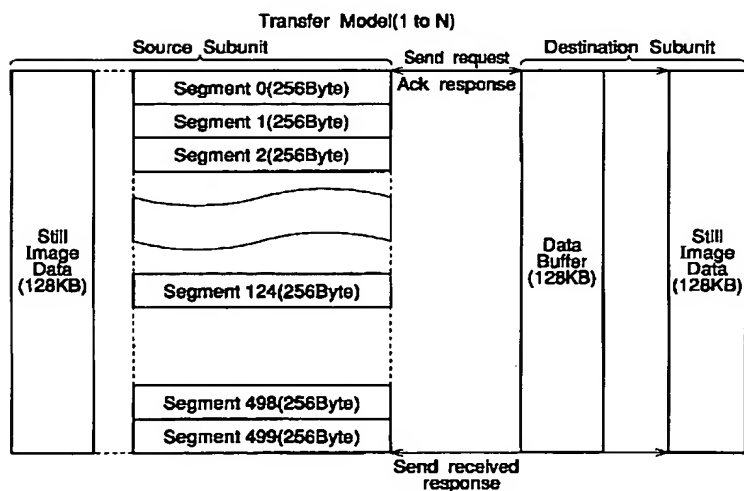 Transfer Model(1 to N)
Source Subunit
Send request
Destination Subunit
Ack response
Segment 0(256Byte)
Segment 1(256Byte)
Segment 2(256Byte)
Still
Image
Data
(128KB)
Segment 124(256Byte)
Data
Buffer
(128KB)
Still
Image
Data
(128KB)
Segment 498(256Byte)
Segment 499(256Byte)
Send received
response